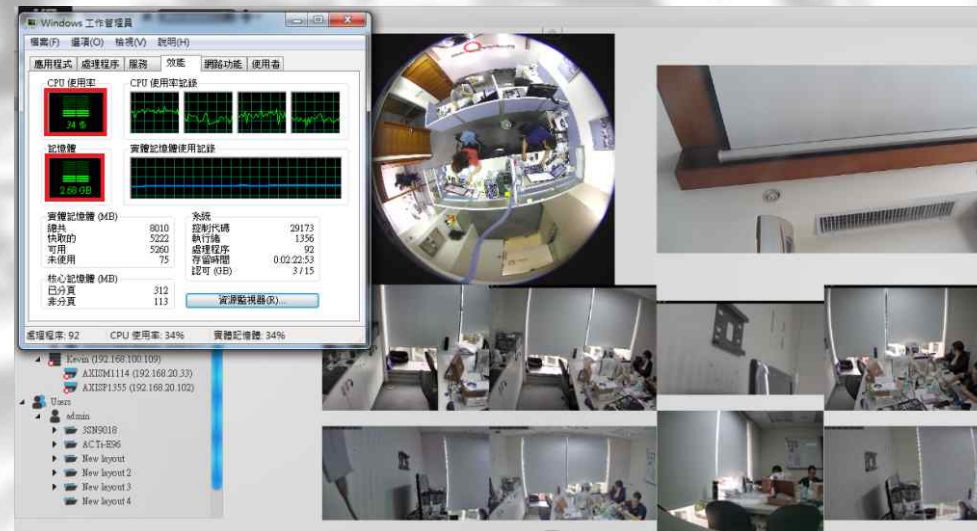 Windows 工作管理員
檔案(F) 選項(O) 檢視(V) 說明(H)
應用程式 處理程序 服務 效能 網路功能 使用者
CPU 使用率
CPU 使用率記錄
34 %
記憶體
實體記憶體使用記錄
2.66 GB
實體記憶體 (MB)
總共 8010
快取的 5222
可用 5260
未使用 75
系統
控制代碼 29173
執行緒 1356
處理程序 92
存留時間 0:02:22:53
認可 (GB) 3 / 15
核心記憶體 (MB)
已分頁 312
非分頁 113
資源監視器(R)...
處理程序: 92 CPU 使用率: 34% 實體記憶體: 34%
Kevin (192.168.100.109)
AXISM1114 (192.168.20.33)
AXISP1355 (192.168.20.102)
Users
admin
3SN9018
ACTi-E96
New layout
New layout 2
New layout 3
New layout 4